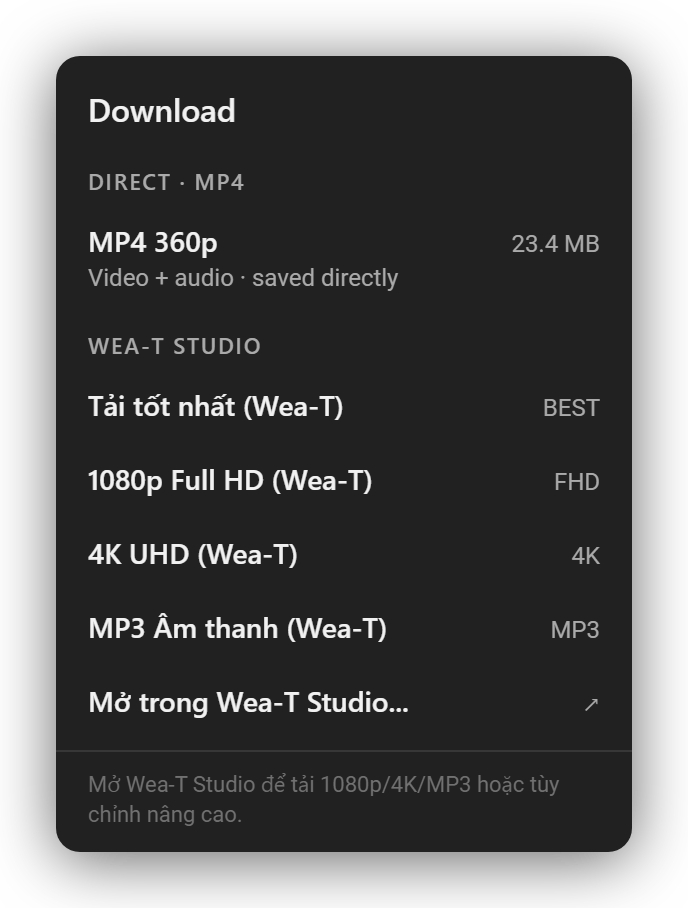 Download
DIRECT · MP4
MP4 360p 23.4 MB
Video + audio · saved directly
WEA-T STUDIO
Tải tốt nhất (Wea-T) BEST
1080p Full HD (Wea-T) FHD
4K UHD (Wea-T) 4K
MP3 Âm thanh (Wea-T) MP3
Mở trong Wea-T Studio... ↗
Mở Wea-T Studio để tải 1080p/4K/MP3 hoặc tùy
chỉnh nâng cao.